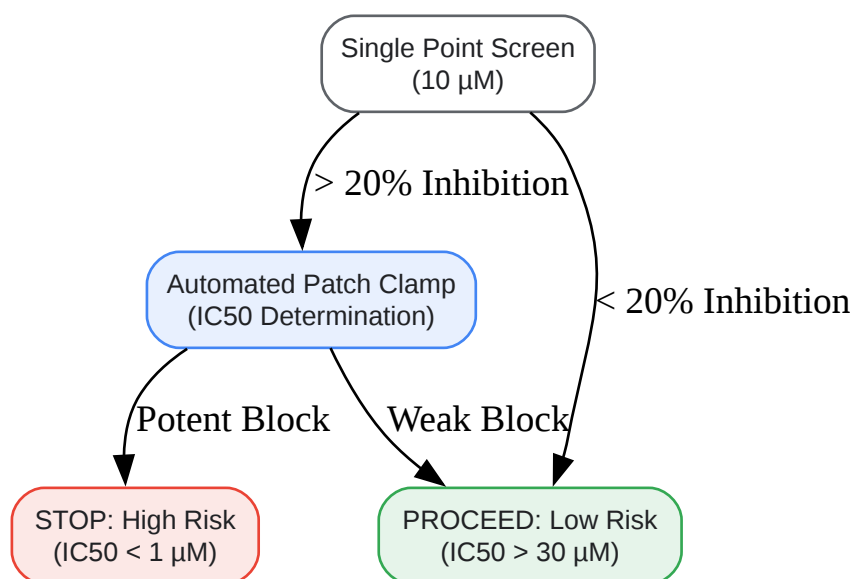 Single Point Screen
(10 µM)
> 20% Inhibition
Automated Patch Clamp
(IC50 Determination)
< 20% Inhibition
Potent Block
Weak Block
STOP: High Risk
(IC50 < 1 µM)
PROCEED: Low Risk
(IC50 > 30 µM)